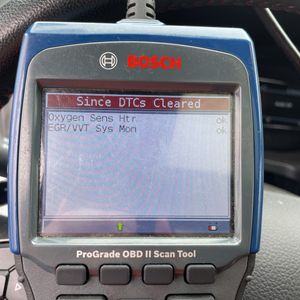 BOSCH
Since DTCs Cleared
Oxygen Sens Htr ok
EGR/VVT Sys Mon ok
ProGrade OBD II Scan Tool